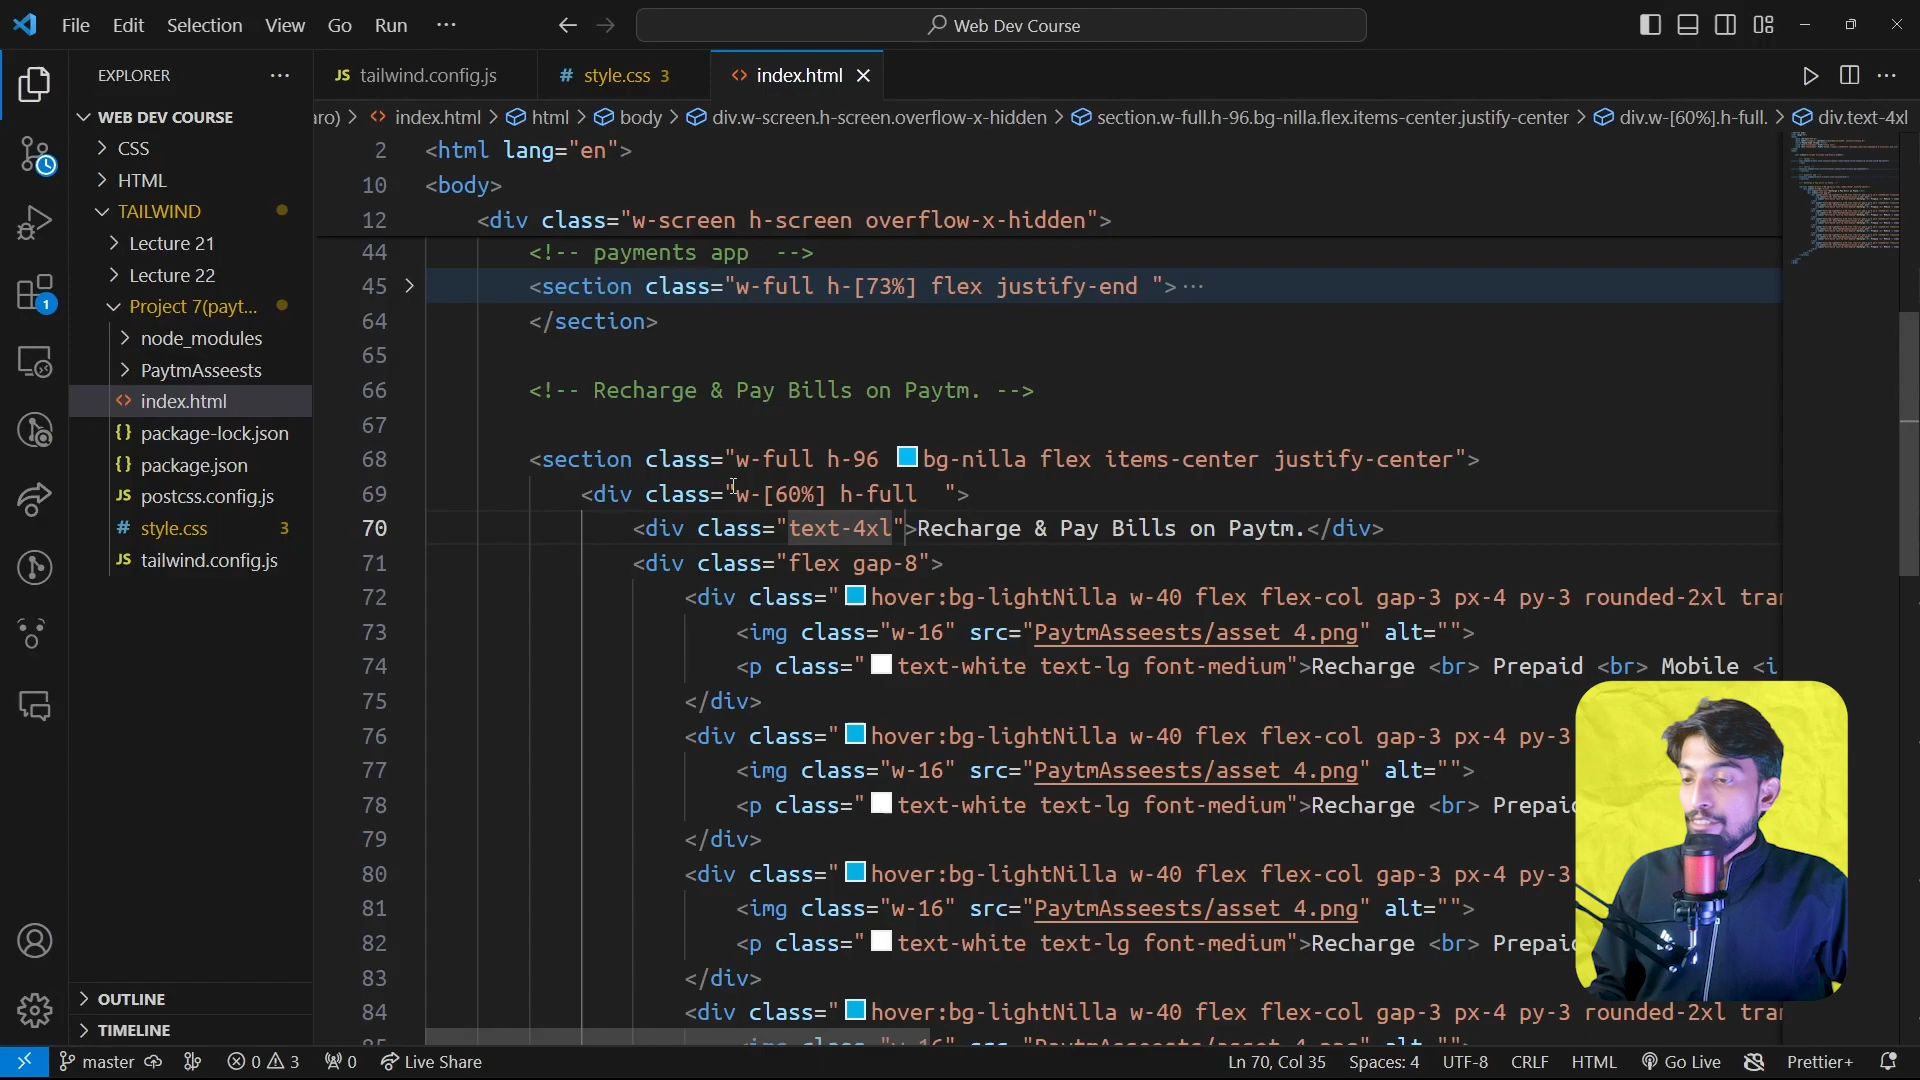 File Edit Selection View Go Run ··· Web Dev Course
EXPLORER ···
JS tailwind.config.js # style.css 3 <> index.html
WEB DEV COURSE
CSS
HTML
TAILWIND
Lecture 21
Lecture 22
Project 7(payt...
node_modules
PaytmAsseests
<> index.html
{} package-lock.json
{} package.json
JS postcss.config.js
# style.css 3
JS tailwind.config.js
OUTLINE
TIMELINE
1
aro) > <> index.html > html > body > div.w-screen.h-screen.overflow-x-hidden > section.w-full.h-96.bg-nilla.flex.items-center.justify-center > div.w-[60%].h-full. > div.text-4xl
2 <html lang="en">
10 <body>
12 <div class="w-screen h-screen overflow-x-hidden">
44 <!-- payments app -->
45 <section class="w-full h-[73%] flex justify-end ">···
64 </section>
65
66 <!-- Recharge & Pay Bills on Paytm. -->
67
68 <section class="w-full h-96 bg-nilla flex items-center justify-center">
69 <div class="w-[60%] h-full ">
70 <div class="text-4xl">Recharge & Pay Bills on Paytm.</div>
71 <div class="flex gap-8">
72 <div class="hover:bg-lightNilla w-40 flex flex-col gap-3 px-4 py-3 rounded-2xl tran
73 <img class="w-16" src="PaytmAsseests/asset 4.png" alt="">
74 <p class="text-white text-lg font-medium">Recharge <br> Prepaid <br> Mobile <i
75 </div>
76 <div class="hover:bg-lightNilla w-40 flex flex-col gap-3 px-4 py-3
77 <img class="w-16" src="PaytmAsseests/asset 4.png" alt="">
78 <p class="text-white text-lg font-medium">Recharge <br> Prepaid
79 </div>
80 <div class="hover:bg-lightNilla w-40 flex flex-col gap-3 px-4 py-3
81 <img class="w-16" src="PaytmAsseests/asset 4.png" alt="">
82 <p class="text-white text-lg font-medium">Recharge <br> Prepaid
83 </div>
84 <div class="hover:bg-lightNilla w-40 flex flex-col gap-3 px-4 py-3 rounded-2xl tran
master 0 3 0 Live Share Ln 70, Col 35 Spaces: 4 UTF-8 CRLF HTML Go Live Prettier+